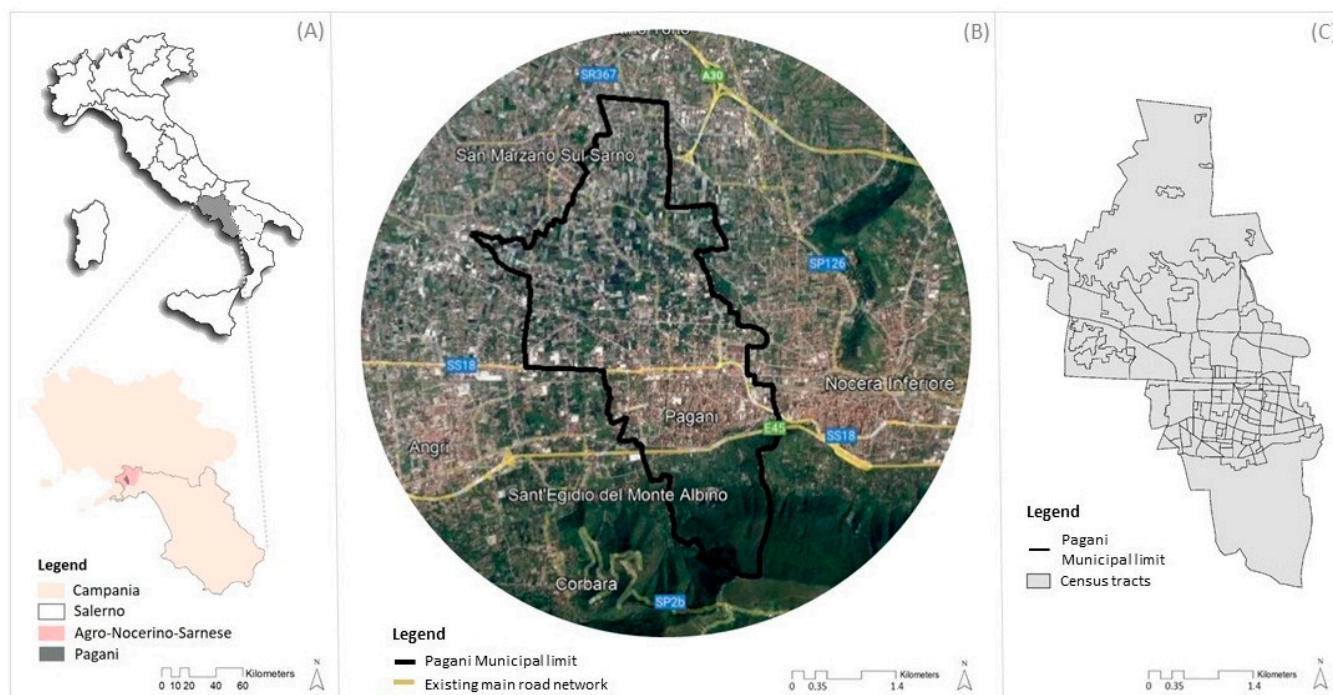 (A)
Legend
Campania
Salerno
Agro-Nocerino-Sarnese
Pagani
Kilometers
0 10 20 40 60
N
(B)
SR367
A30
San Marzano Sul Sarno
SP126
SS18
Nocera Inferiore
Pagani
E45
SS18
Angri
Sant'Egidio del Monte Albino
Corbara
SP2b
Legend
Pagani Municipal limit
Existing main road network
Kilometers
0 0.35 1.4
N
(C)
Legend
Pagani
Municipal limit
Census tracts
Kilometers
0 0.35 1.4
N